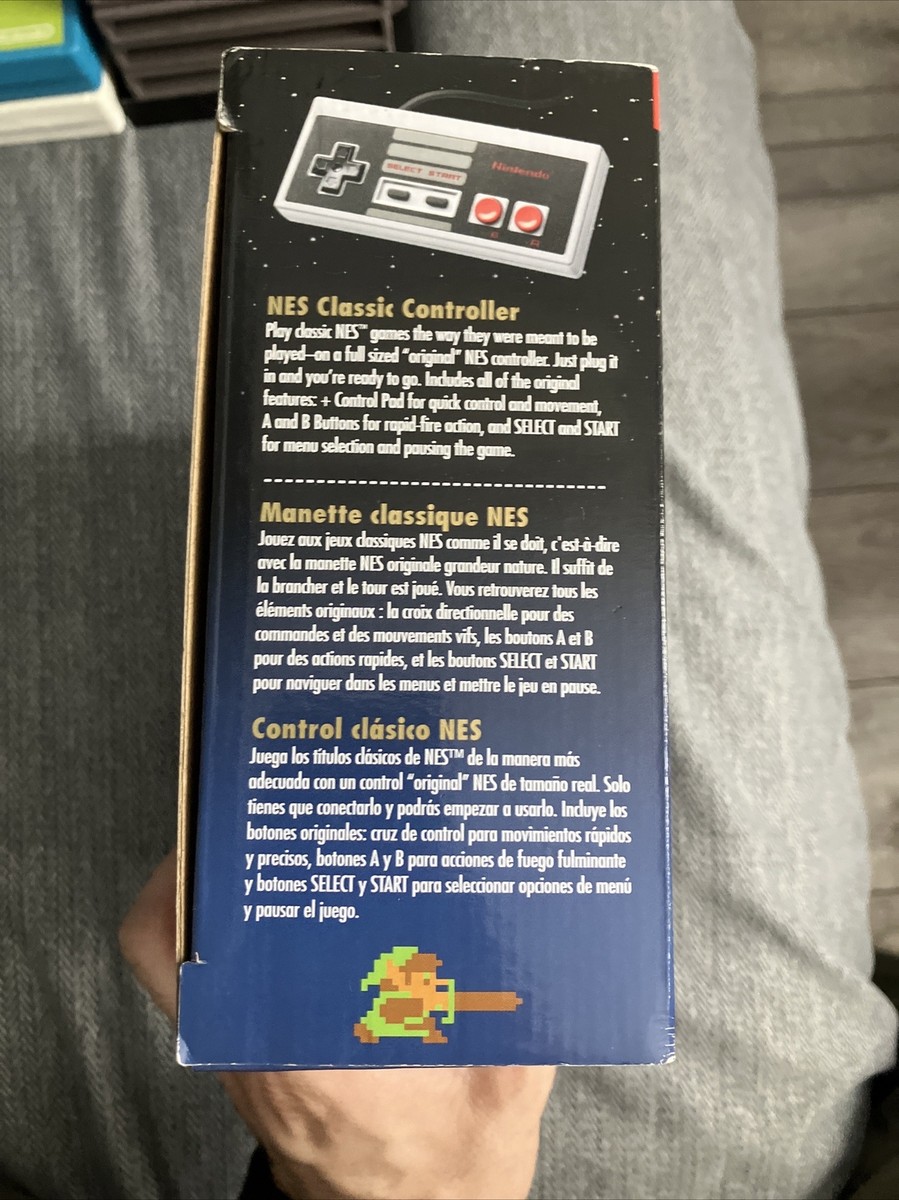 SELECT START
Nintendo
B A
NES Classic Controller
Play classic NES™ games the way they were meant to be
played—on a full sized "original" NES controller. Just plug it
in and you're ready to go. Includes all of the original
features: + Control Pad for quick control and movement,
A and B Buttons for rapid-fire action, and SELECT and START
for menu selection and pausing the game.
Manette classique NES
Jouez aux jeux classiques NES comme il se doit, c'est-à-dire
avec la manette NES originale grandeur nature. Il suffit de
la brancher et le tour est joué. Vous retrouverez tous les
éléments originaux : la croix directionnelle pour des
commandes et des mouvements vifs, les boutons A et B
pour des actions rapides, et les boutons SELECT et START
pour naviguer dans les menus et mettre le jeu en pause.
Control clásico NES
Juega los títulos clásicos de NES™ de la manera más
adecuada con un control "original" NES de tamaño real. Solo
tienes que conectarlo y podrás empezar a usarlo. Incluye los
botones originales: cruz de control para movimientos rápidos
y precisos, botones A y B para acciones de fuego fulminante
y botones SELECT y START para seleccionar opciones de menú
y pausar el juego.